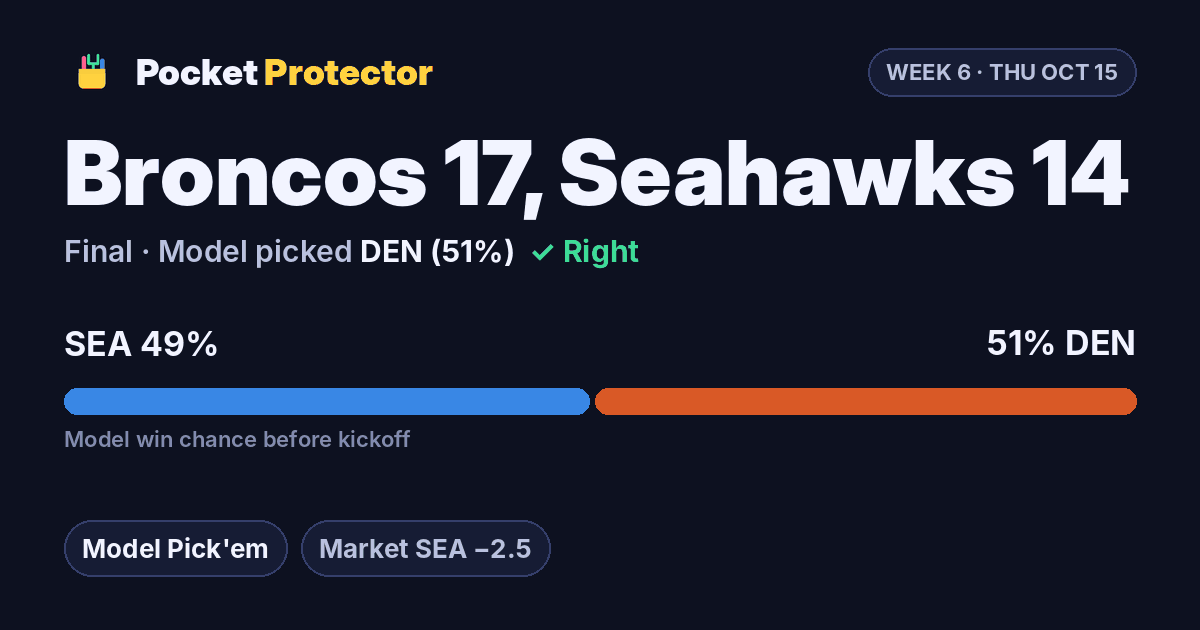 Pocket Protector
WEEK 6 · THU OCT 15
Broncos 17, Seahawks 14
Final · Model picked DEN (51%) ✓ Right
SEA 49%
51% DEN
Model win chance before kickoff
Model Pick'em
Market SEA −2.5